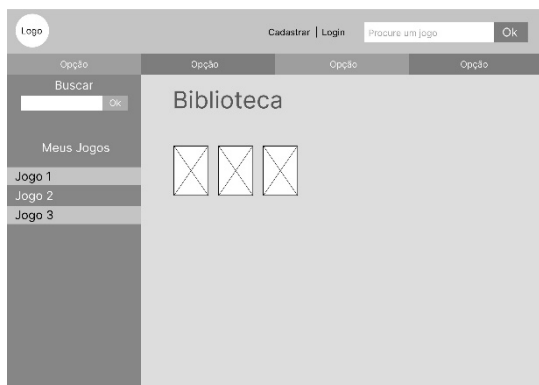 Logo
Cadastrar | Login
Procure um jogo
Ok
Opção
Opção
Opção
Opção
Buscar
Ok
Meus Jogos
Jogo 1
Jogo 2
Jogo 3
Biblioteca